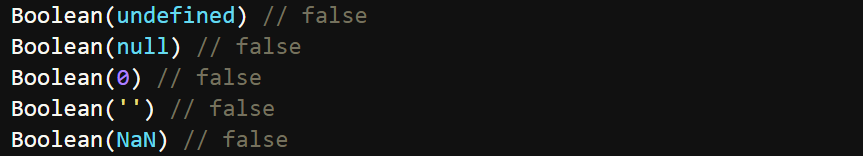 Boolean(undefined) // false
Boolean(null) // false
Boolean(0) // false
Boolean('') // false
Boolean(NaN) // false